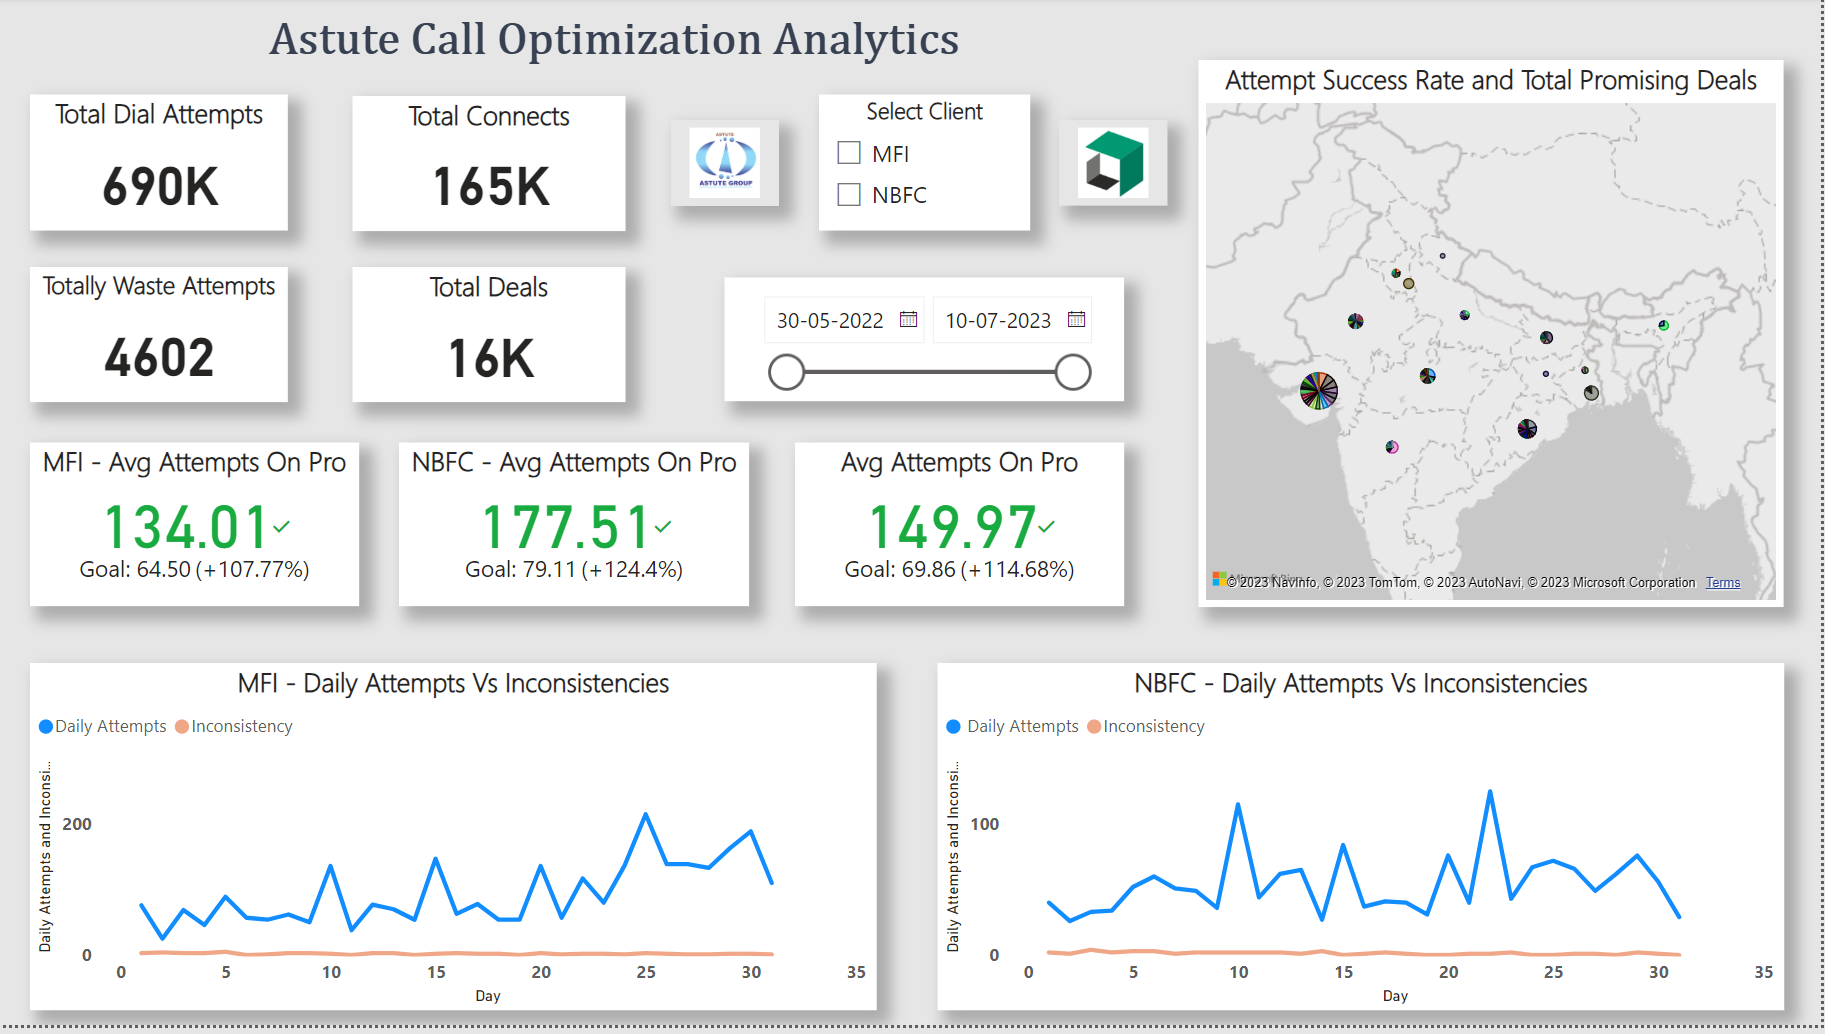 Astute Call Optimization Analytics
Total Dial Attempts
690K
Total Connects
165K
ASTUTE
ASTUTE GROUP
Select Client
MFI
NBFC
Attempt Success Rate and Total Promising Deals
© 2023 NavInfo, © 2023 TomTom, © 2023 AutoNavi, © 2023 Microsoft Corporation Terms
Totally Waste Attempts
4602
Total Deals
16K
30-05-2022
10-07-2023
MFI - Avg Attempts On Pro
134.01
Goal: 64.50 (+107.77%)
NBFC - Avg Attempts On Pro
177.51
Goal: 79.11 (+124.4%)
Avg Attempts On Pro
149.97
Goal: 69.86 (+114.68%)
MFI - Daily Attempts Vs Inconsistencies
Daily Attempts Inconsistency
Daily Attempts and Inconsi...
200
0
0 5 10 15 20 25 30 35
Day
NBFC - Daily Attempts Vs Inconsistencies
Daily Attempts Inconsistency
Daily Attempts and Inconsi...
100
0
0 5 10 15 20 25 30 35
Day